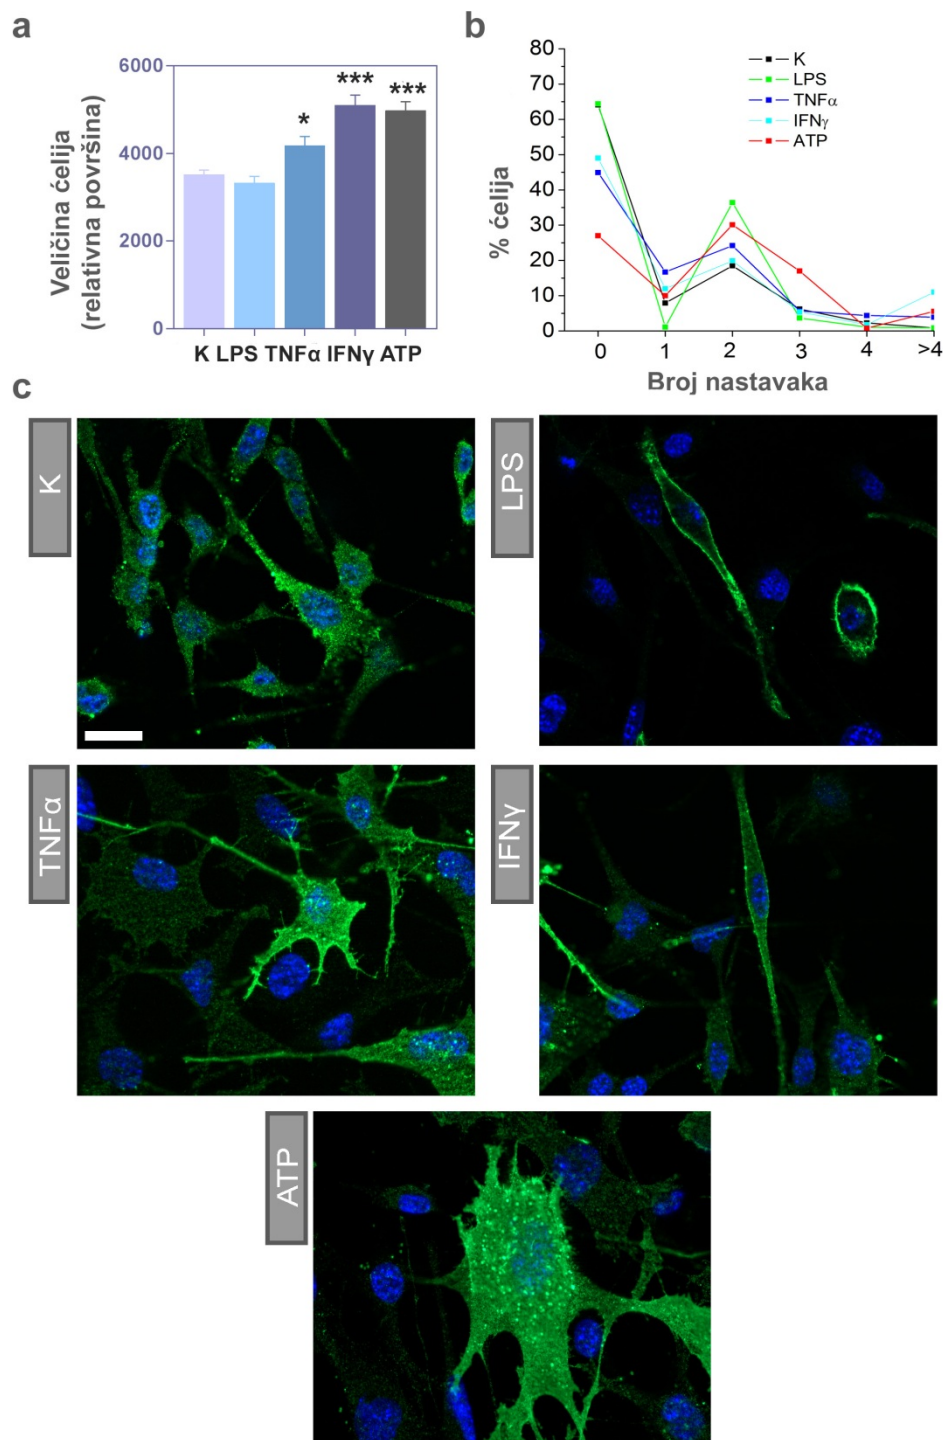 a
Veličina ćelija
(relativna površina)
6000
4000
2000
0
*
***
***
K LPS TNFα IFNγ ATP
b
% ćelija
80
70
60
50
40
30
20
10
0
K
LPS
TNFα
IFNγ
ATP
0 1 2 3 4 >4
Broj nastavaka
c
K
LPS
TNFα
IFNγ
ATP